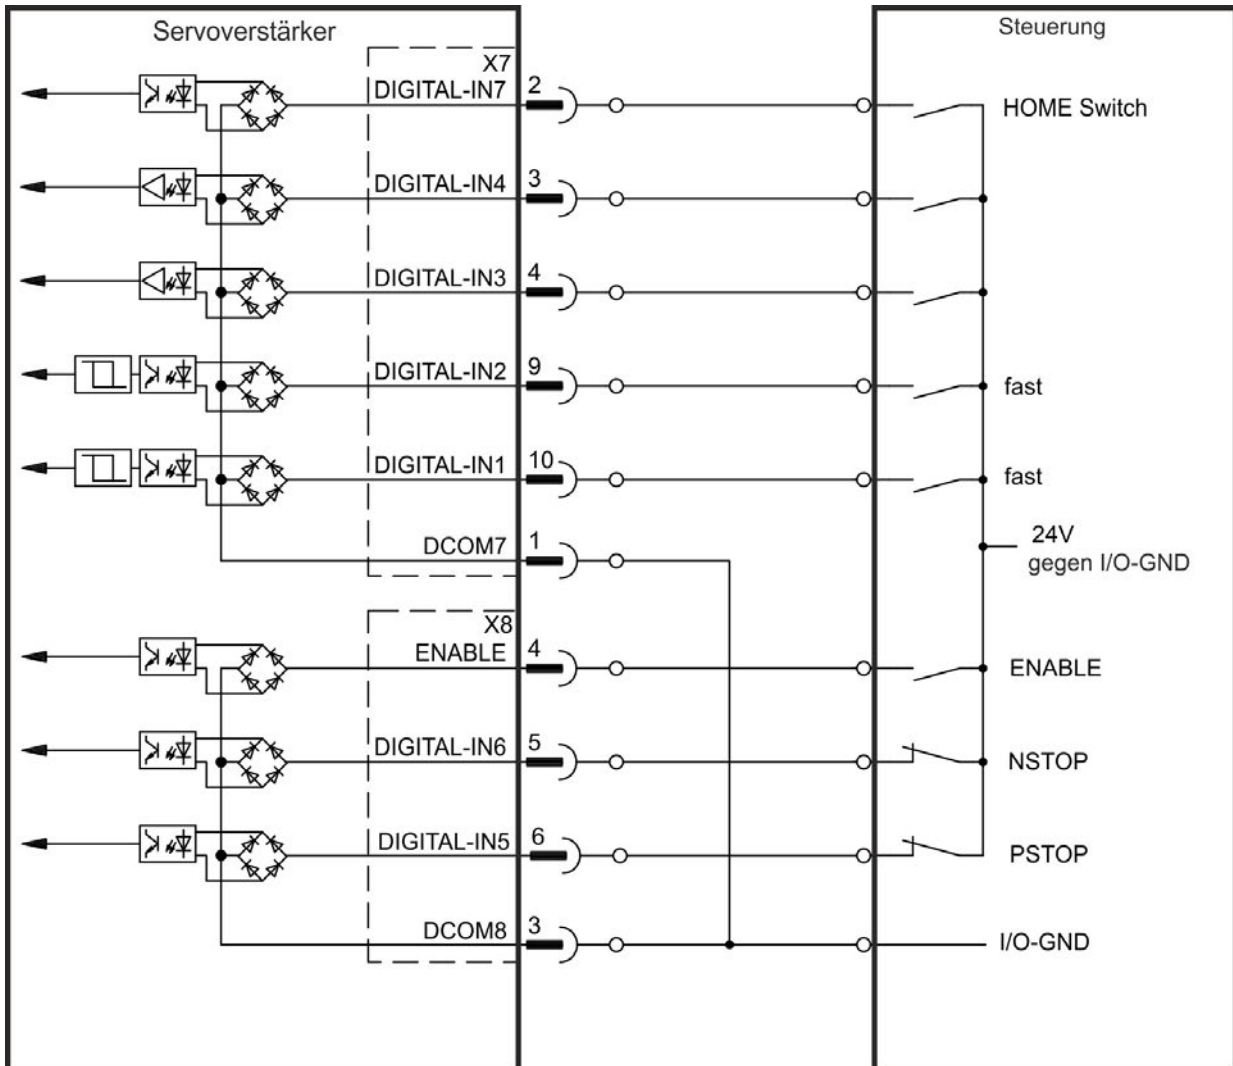 Servoverstärker
Steuerung
X7
DIGITAL-IN7 2 HOME Switch
DIGITAL-IN4 3
DIGITAL-IN3 4
DIGITAL-IN2 9 fast
DIGITAL-IN1 10 fast
24V
gegen I/O-GND
DCOM7 1
X8
ENABLE 4 ENABLE
DIGITAL-IN6 5 NSTOP
DIGITAL-IN5 6 PSTOP
DCOM8 3 I/O-GND